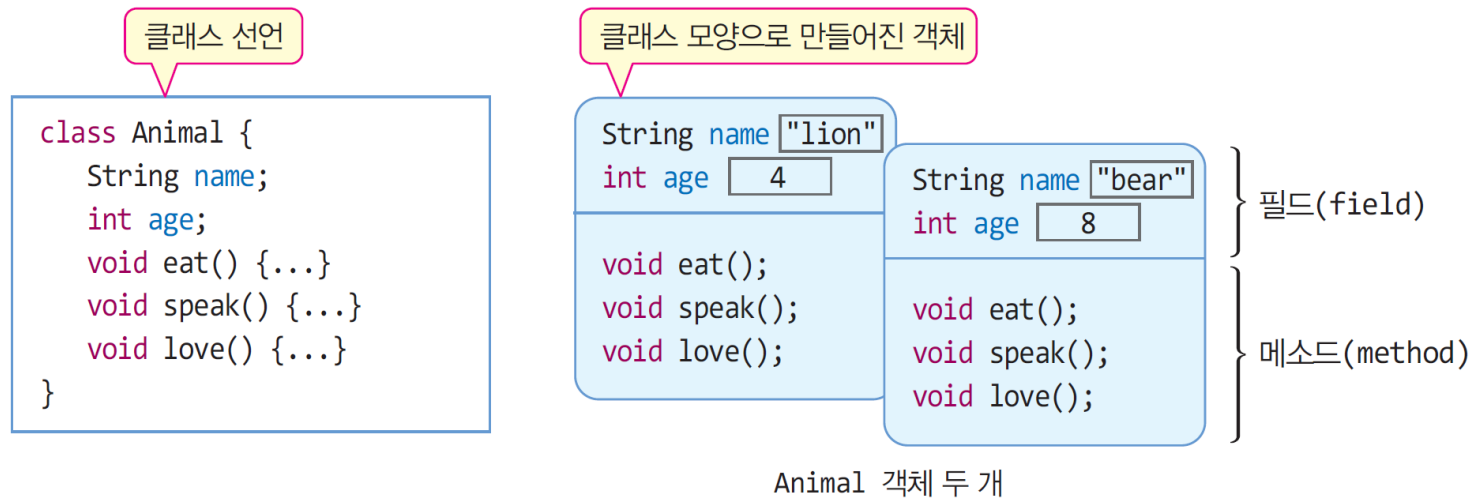 클래스 선언
class Animal {
String name;
int age;
void eat() {...}
void speak() {...}
void love() {...}
}
클래스 모양으로 만들어진 객체
String name "lion"
int age 4
void eat();
void speak();
void love();
String name "bear"
int age 8
void eat();
void speak();
void love();
필드(field)
메소드(method)
Animal 객체 두 개